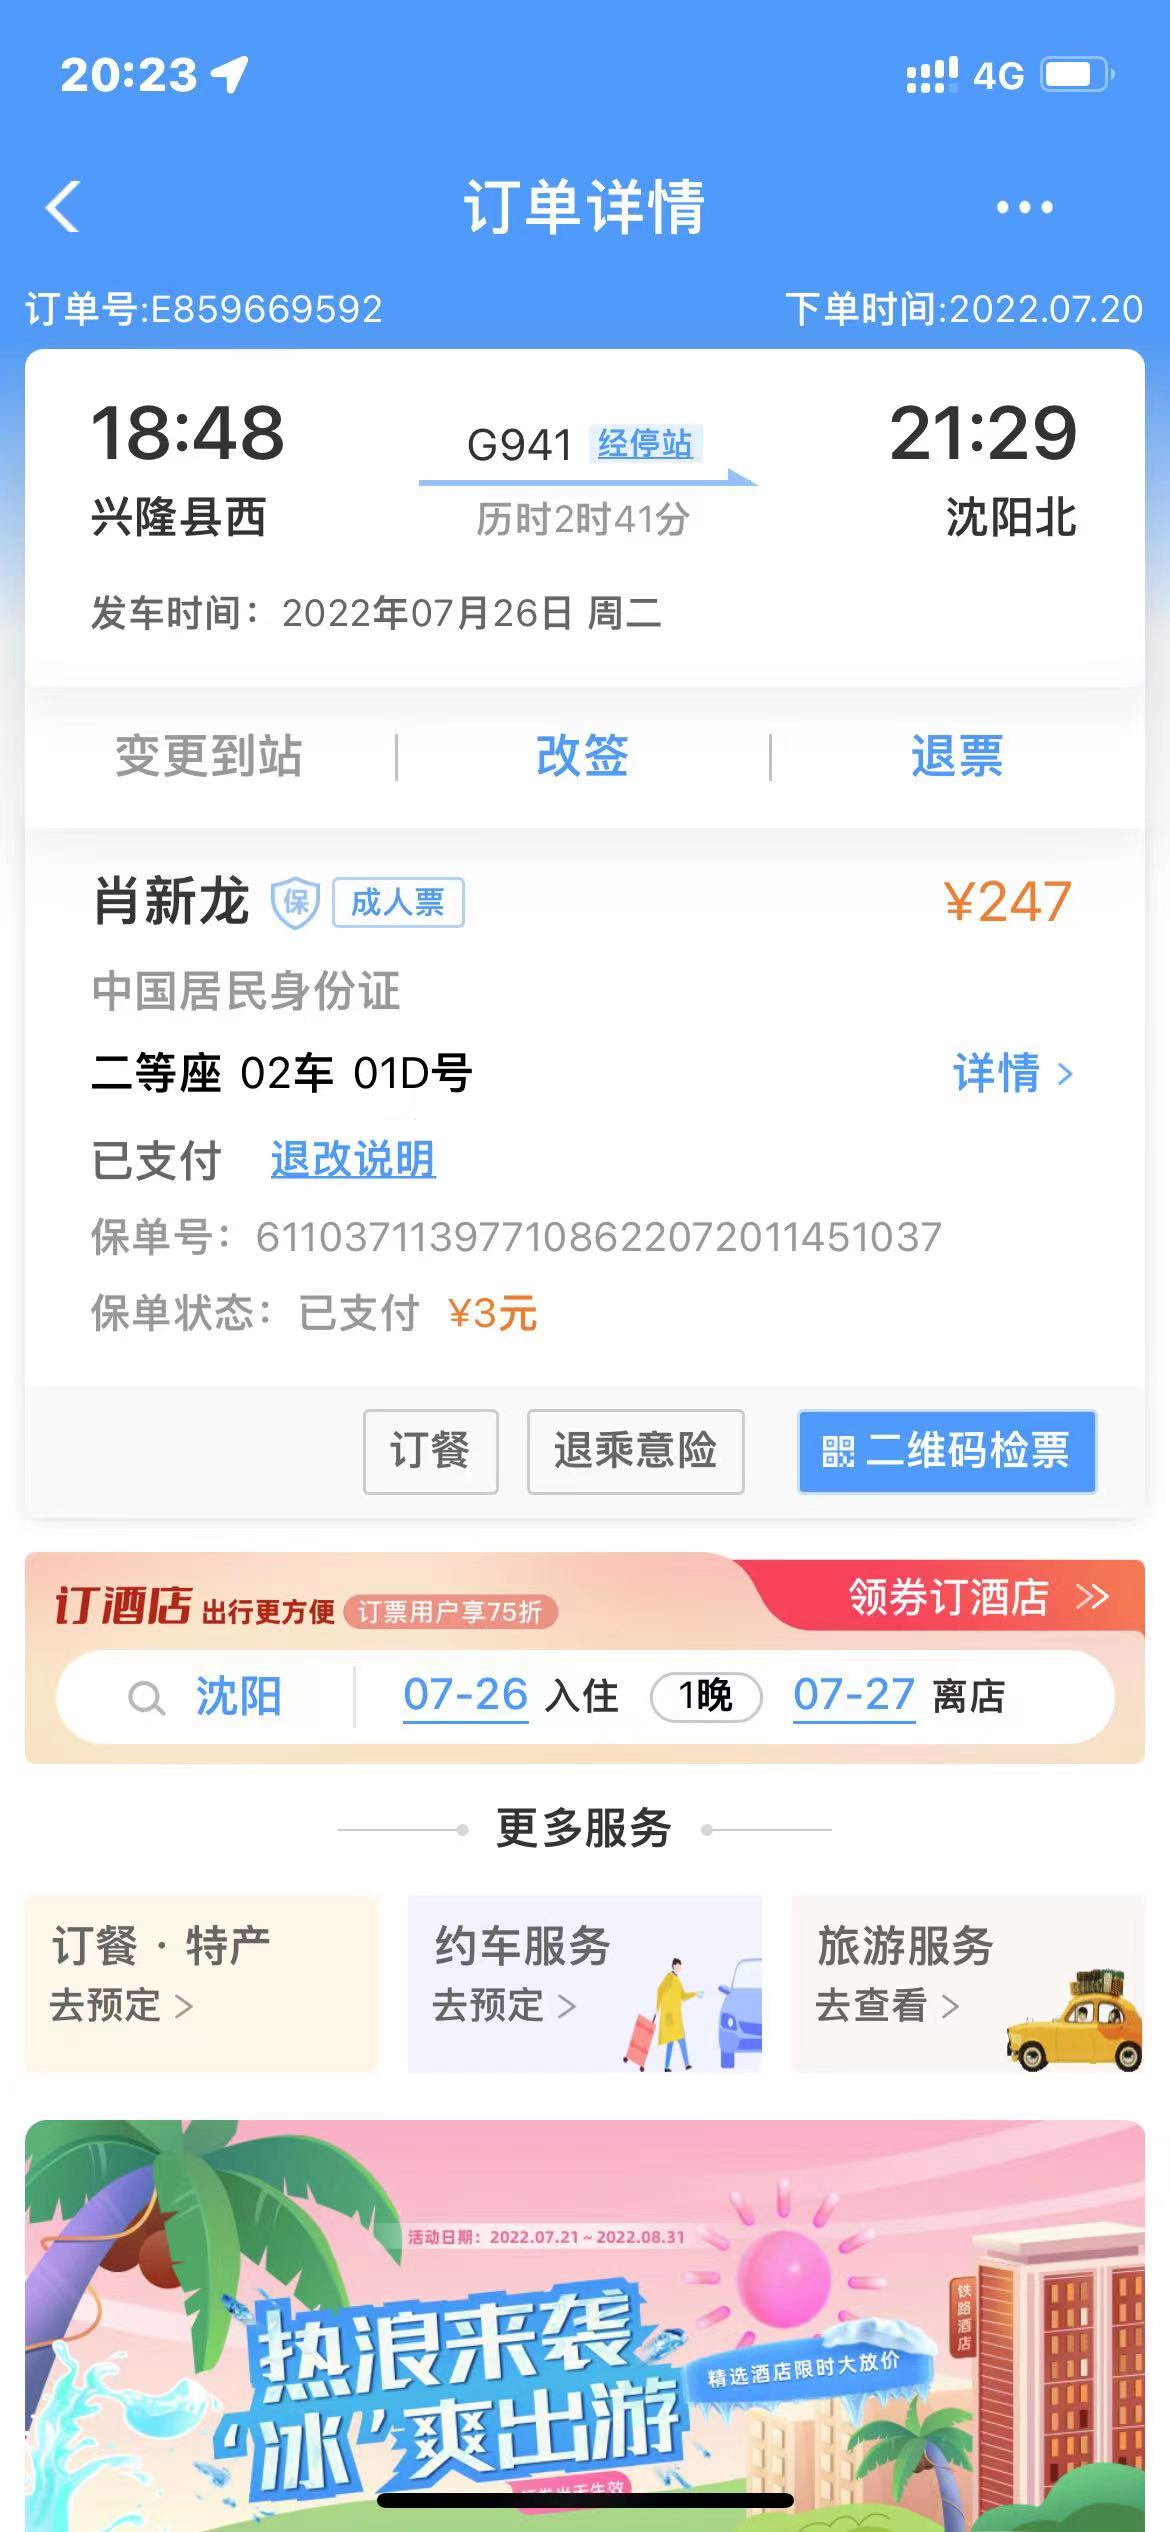 20:23
4G
订单详情
订单号:E859669592 下单时间:2022.07.20
18:48 G941 经停站 21:29
兴隆县西 历时2时41分 沈阳北
发车时间：2022年07月26日 周二
变更到站 改签 退票
肖新龙 保 成人票 ¥247
中国居民身份证
二等座 02车 01D号 详情
已支付 退改说明
保单号：611037113977108622072011451037
保单状态：已支付 ¥3元
订餐 退乘意险 二维码检票
订酒店 出行更方便 订票用户享75折 领券订酒店
沈阳 07-26 入住 1晚 07-27 离店
更多服务
订餐 · 特产 约车服务 旅游服务
去预定 去预定 去查看
活动日期：2022.07.21～2022.08.31
铁路酒店
热浪来袭
精选酒店限时大放价
“冰”爽出游